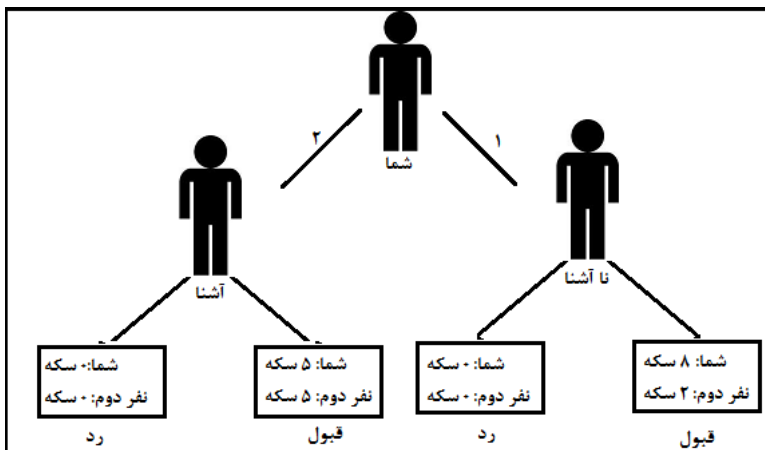 شما
۱
۲
نا آشنا
آشنا
شما: ۸ سکه
نفر دوم: ۲ سکه
قبول
شما: ۰ سکه
نفر دوم: ۰ سکه
رد
شما: ۵ سکه
نفر دوم: ۵ سکه
قبول
شما:۰ سکه
نفر دوم: ۰ سکه
رد